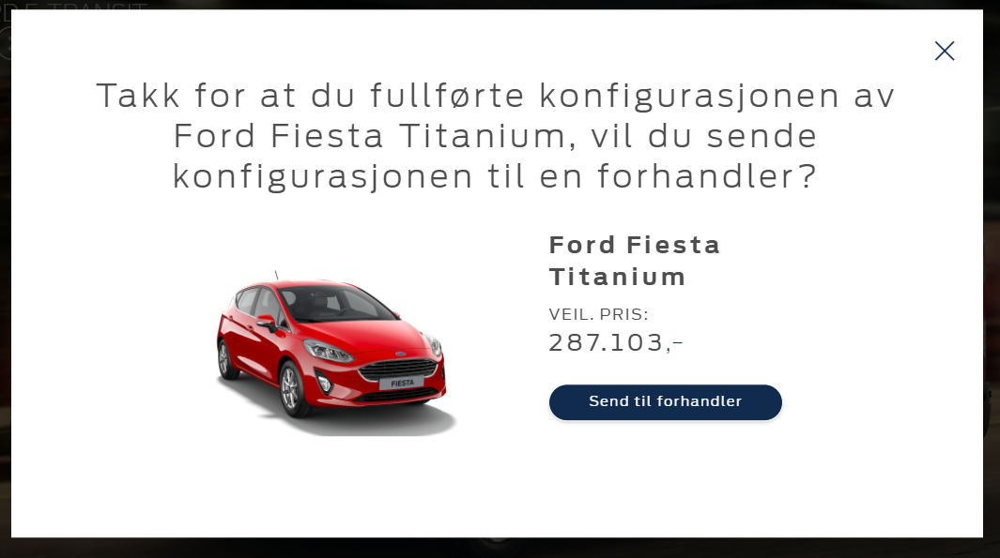 E-TRANSIT
Takk for at du fullførte konfigurasjonen av
Ford Fiesta Titanium, vil du sende
konfigurasjonen til en forhandler?
Ford Fiesta
Titanium
VEIL. PRIS:
287.103,–
FIESTA
Send til forhandler